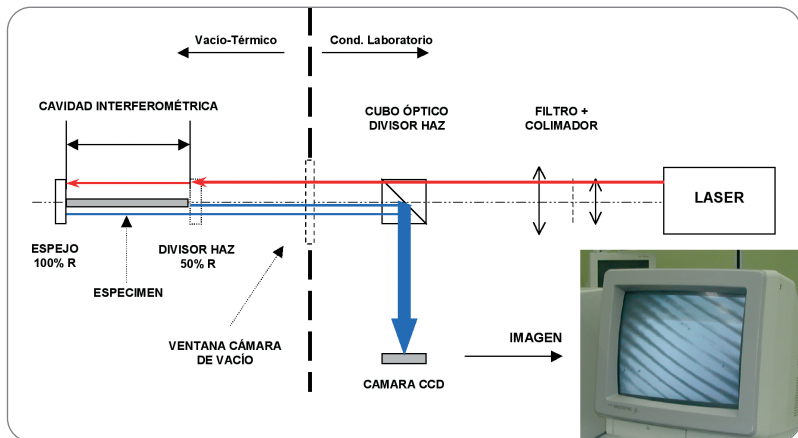 Vacío-Térmico
Cond. Laboratorio
CAVIDAD INTERFEROMÉTRICA
CUBO ÓPTICO
DIVISOR HAZ
FILTRO +
COLIMADOR
LASER
ESPEJO
100% R
DIVISOR HAZ
50% R
ESPECIMEN
VENTANA CÁMARA
DE VACÍO
IMAGEN
CAMARA CCD